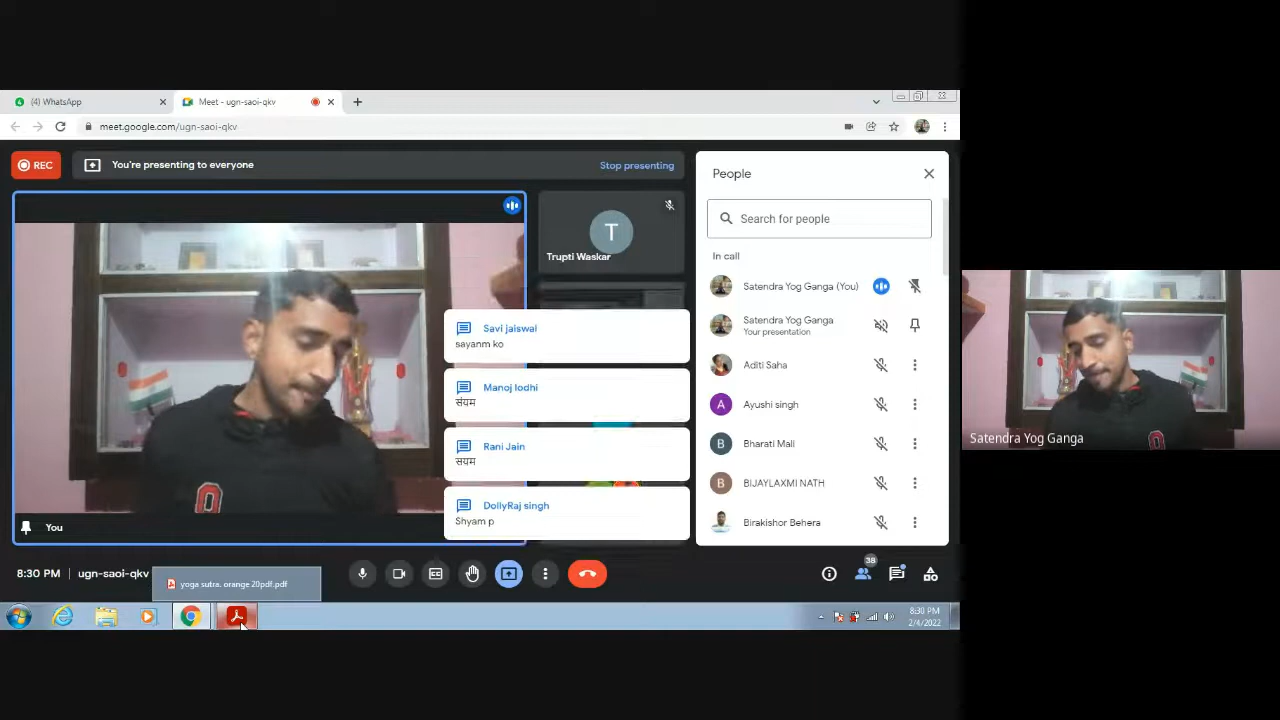 (4) WhatsApp
Meet - ugn-saoi-qkv
meet.google.com/ugn-saoi-qkv
REC
You're presenting to everyone
Stop presenting
T
Trupti Waskar
Savi jaiswal
sayanm ko
Manoj lodhi
संयम
Rani Jain
सयम
DollyRaj singh
Shyam p
You
People
Search for people
In call
Satendra Yog Ganga (You)
Satendra Yog Ganga
Your presentation
Aditi Saha
A
Ayushi singh
B
Bharati Mali
B
BIJAYLAXMI NATH
Birakishor Behera
8:30 PM
ugn-saoi-qkv
yoga sutra. orange 20pdf.pdf
38
8:30 PM
2/4/2022
Satendra Yog Ganga